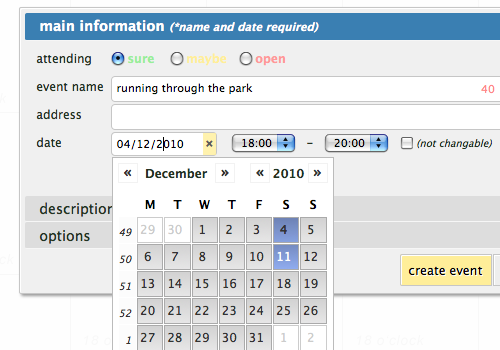 main information (*name and date required)
attending sure maybe open
event name running through the park 40
address
date 04/12/2010 × 18:00 – 20:00 (not changable)
« December » « 2010 »
M T W T F S S
49 29 30 1 2 3 4 5
50 6 7 8 9 10 11 12
51 13 14 15 16 17 18 19
52 20 21 22 23 24 25 26
1 27 28 29 30 31 1 2
description
options
create event